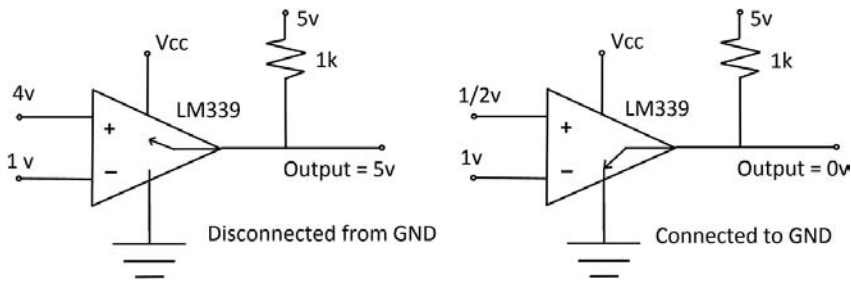 5v
1k
Vcc
LM339
4v
+
1v
−
Output = 5v
Disconnected from GND
5v
1k
Vcc
LM339
1/2v
+
1v
−
Output = 0v
Connected to GND